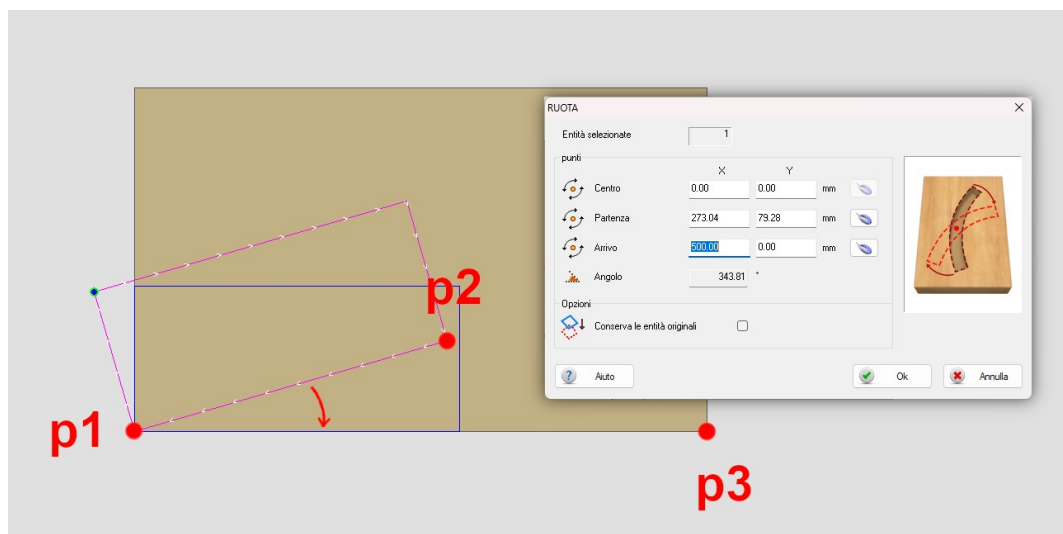 RUOTA
Entità selezionate 1
punti
X Y
Centro 0.00 0.00 mm
Partenza 273.04 79.28 mm
Arrivo 500.00 0.00 mm
Angolo 343.81 °
Opzioni
Conserva le entità originali
? Aiuto Ok Annulla
p2
p1
p3